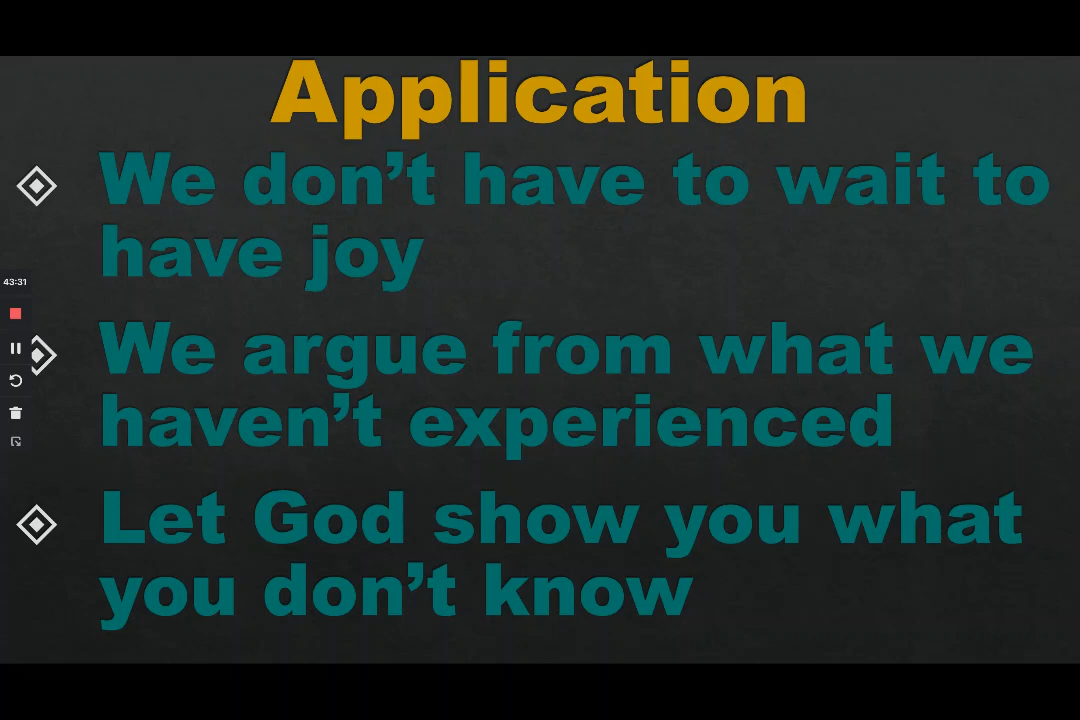 Application
We don’t have to wait to
have joy
43:31
We argue from what we
haven’t experienced
Let God show you what
you don’t know